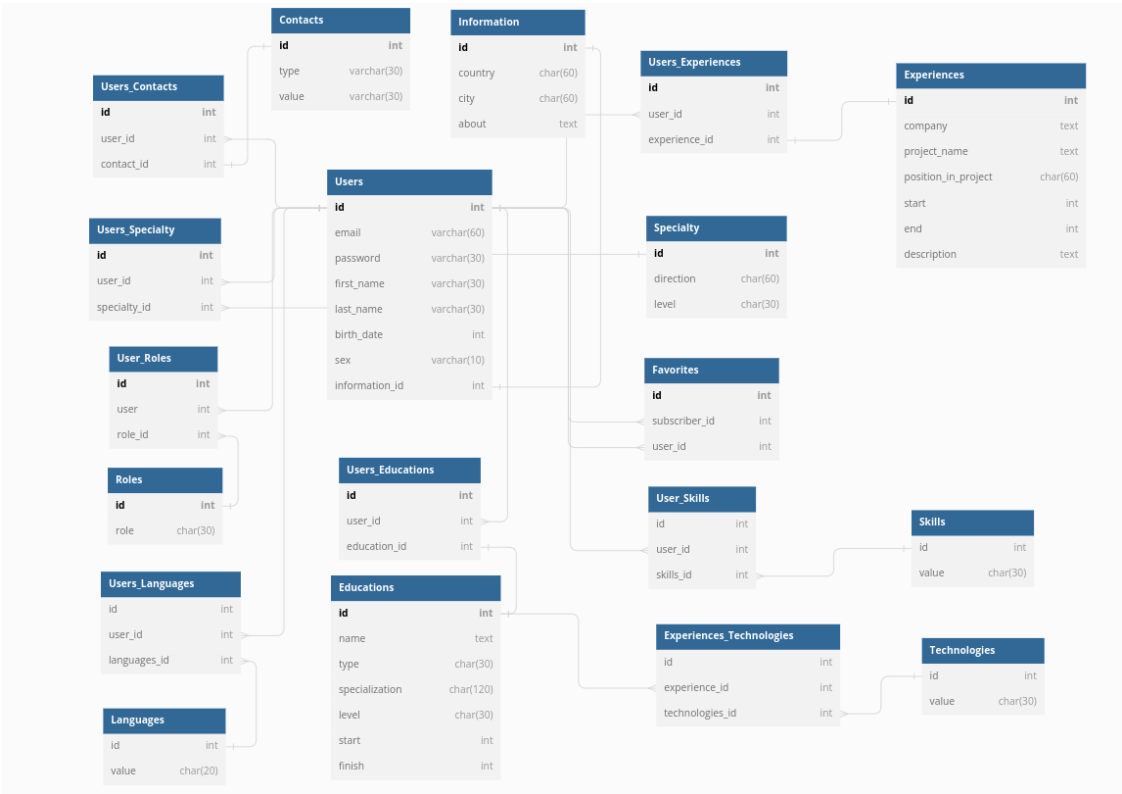 Contacts
id int
type varchar(30)
value varchar(30)
Information
id int
country char(60)
city char(60)
about text
Users_Experiences
id int
user_id int
experience_id int
Experiences
id int
company text
project_name text
position_in_project char(60)
start int
end int
description text
Users_Contacts
id int
user_id int
contact_id int
Users
id int
email varchar(60)
password varchar(30)
first_name varchar(30)
last_name varchar(30)
birth_date int
sex varchar(10)
information_id int
Users_Specialty
id int
user_id int
specialty_id int
Specialty
id int
direction char(60)
level char(30)
User_Roles
id int
user int
role_id int
Favorites
id int
subscriber_id int
user_id int
Roles
id int
role char(30)
Users_Educations
id int
user_id int
education_id int
User_Skills
id int
user_id int
skills_id int
Skills
id int
value char(30)
Users_Languages
id int
user_id int
languages_id int
Educations
id int
name text
type char(30)
specialization char(120)
level char(30)
start int
finish int
Experiences_Technologies
id int
experience_id int
technologies_id int
Technologies
id int
value char(30)
Languages
id int
value char(20)